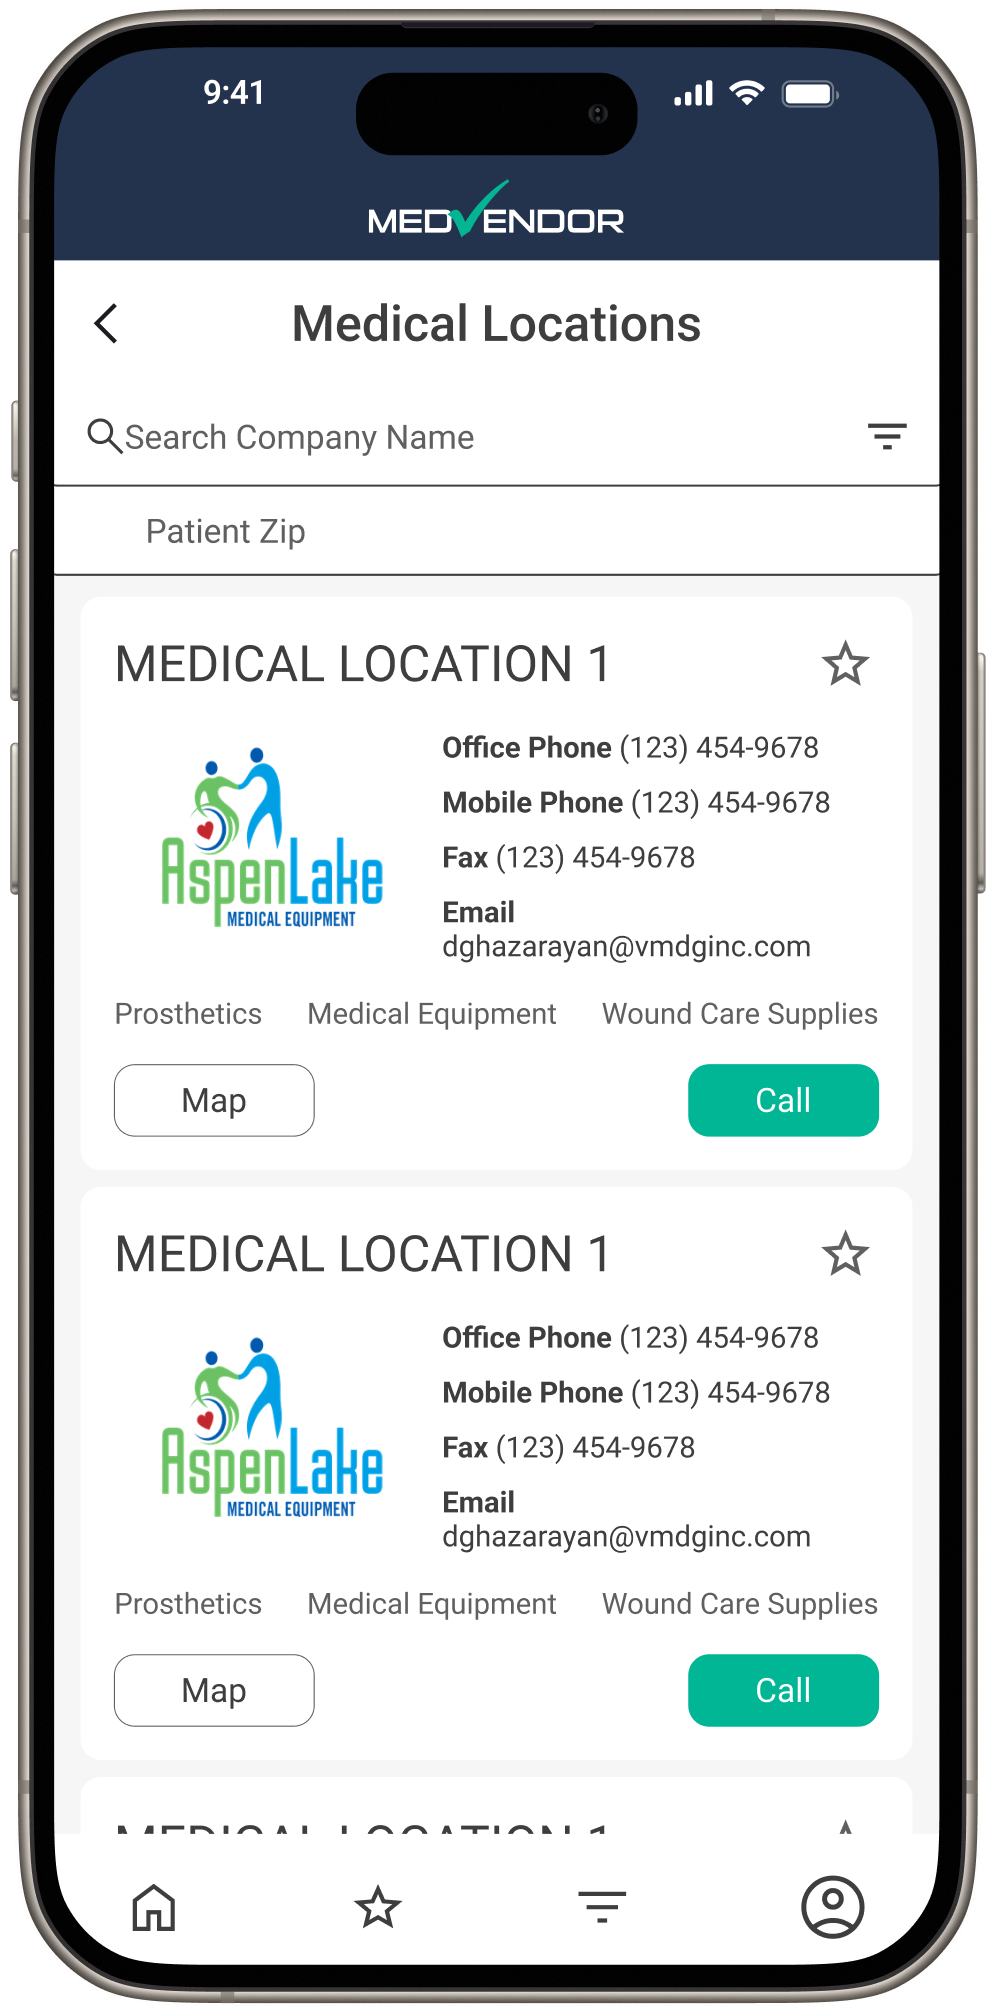 9:41
MEDVENDOR
Medical Locations
Search Company Name
Patient Zip
MEDICAL LOCATION 1
Office Phone (123) 454-9678
Mobile Phone (123) 454-9678
Fax (123) 454-9678
Email
dghazarayan@vmdginc.com
AspenLake
MEDICAL EQUIPMENT
Prosthetics Medical Equipment Wound Care Supplies
Map Call
MEDICAL LOCATION 1
Office Phone (123) 454-9678
Mobile Phone (123) 454-9678
Fax (123) 454-9678
Email
dghazarayan@vmdginc.com
AspenLake
MEDICAL EQUIPMENT
Prosthetics Medical Equipment Wound Care Supplies
Map Call
MEDICAL LOCATION 1